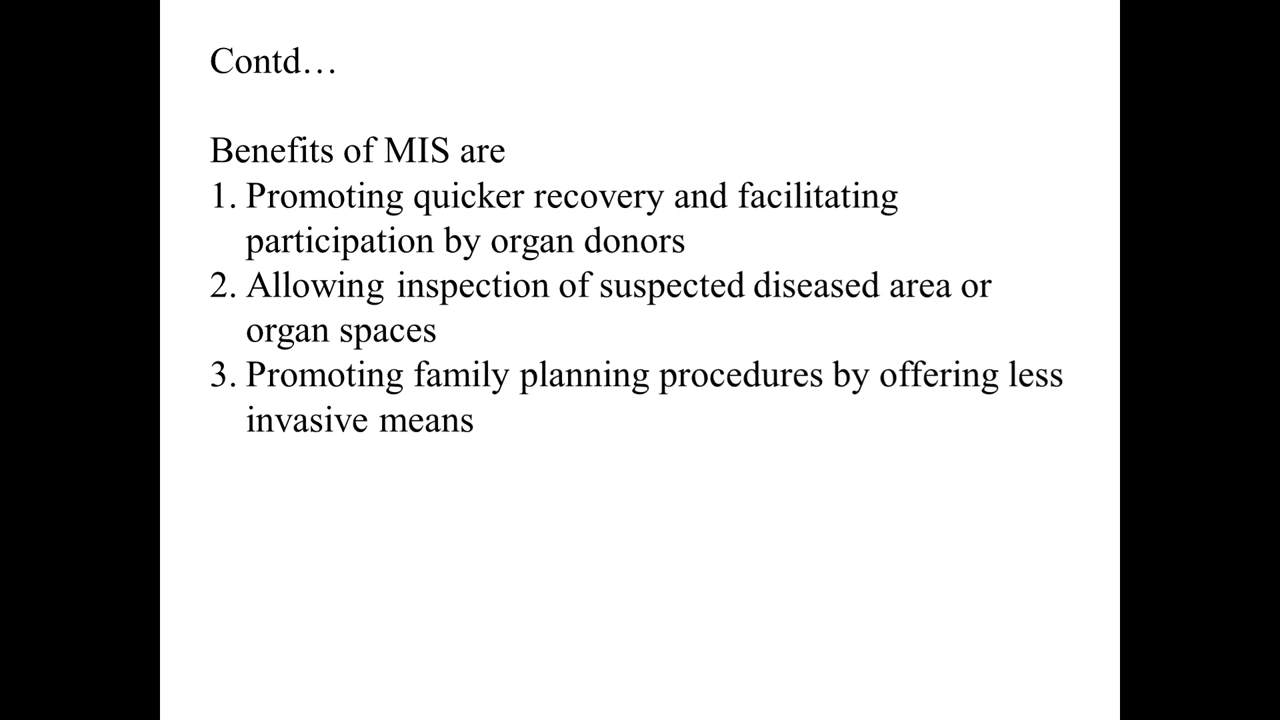 Contd…
Benefits of MIS are
1. Promoting quicker recovery and facilitating
participation by organ donors
2. Allowing inspection of suspected diseased area or
organ spaces
3. Promoting family planning procedures by offering less
invasive means